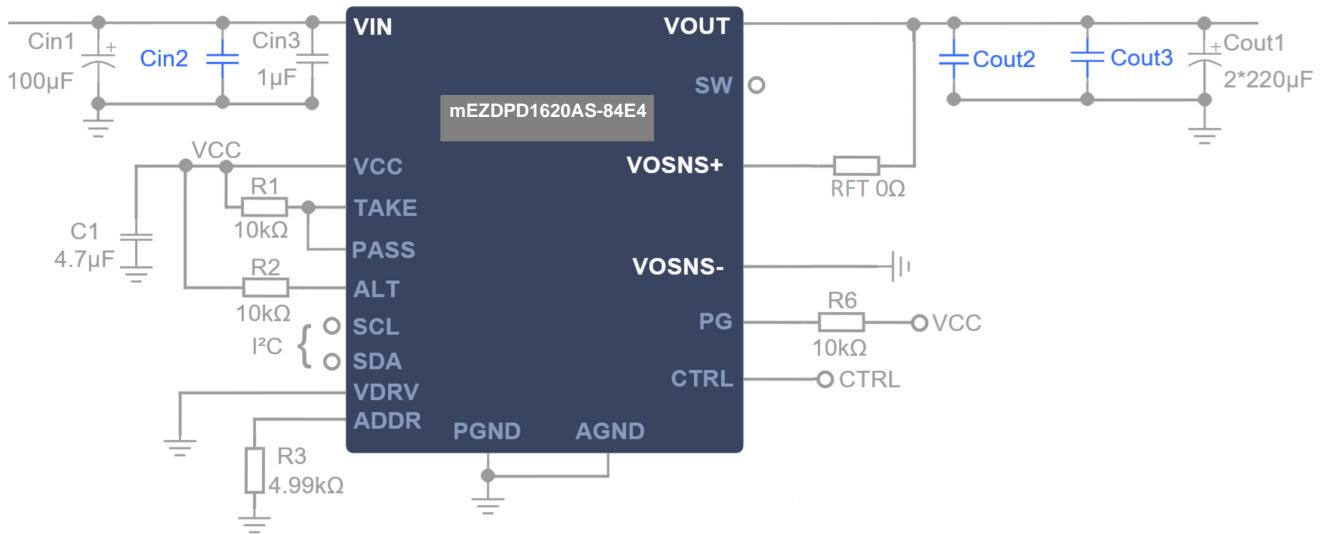 VIN
VOUT
Cin1
100µF
Cin2
Cin3
1µF
Cout2
Cout3
Cout1
2*220µF
SW
mEZDPD1620AS-84E4
VCC
VCC
VOSNS+
RFT 0Ω
R1
10kΩ
TAKE
PASS
C1
4.7µF
R2
10kΩ
ALT
VOSNS-
I²C
SCL
SDA
PG
R6
10kΩ
VCC
VDRV
CTRL
CTRL
ADDR
PGND
AGND
R3
4.99kΩ